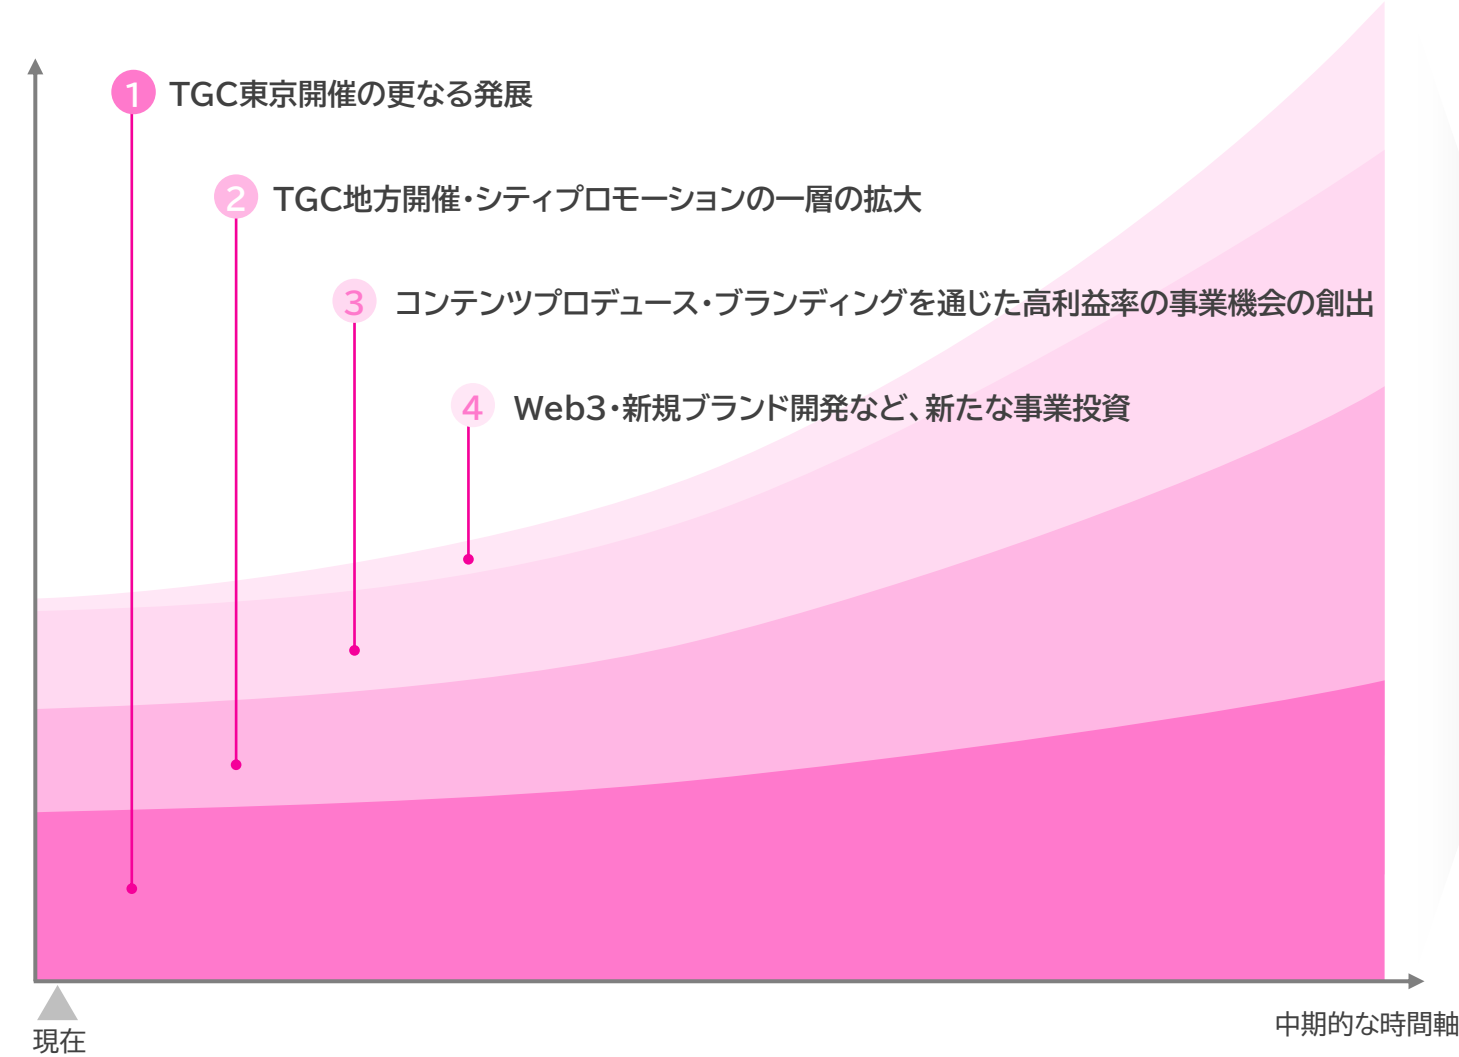 1 TGC東京開催の更なる発展
2 TGC地方開催・シティプロモーションの一層の拡大
3 コンテンツプロデュース・ブランディングを通じた高利益率の事業機会の創出
4 Web3・新規ブランド開発など、新たな事業投資
現在
中期的な時間軸